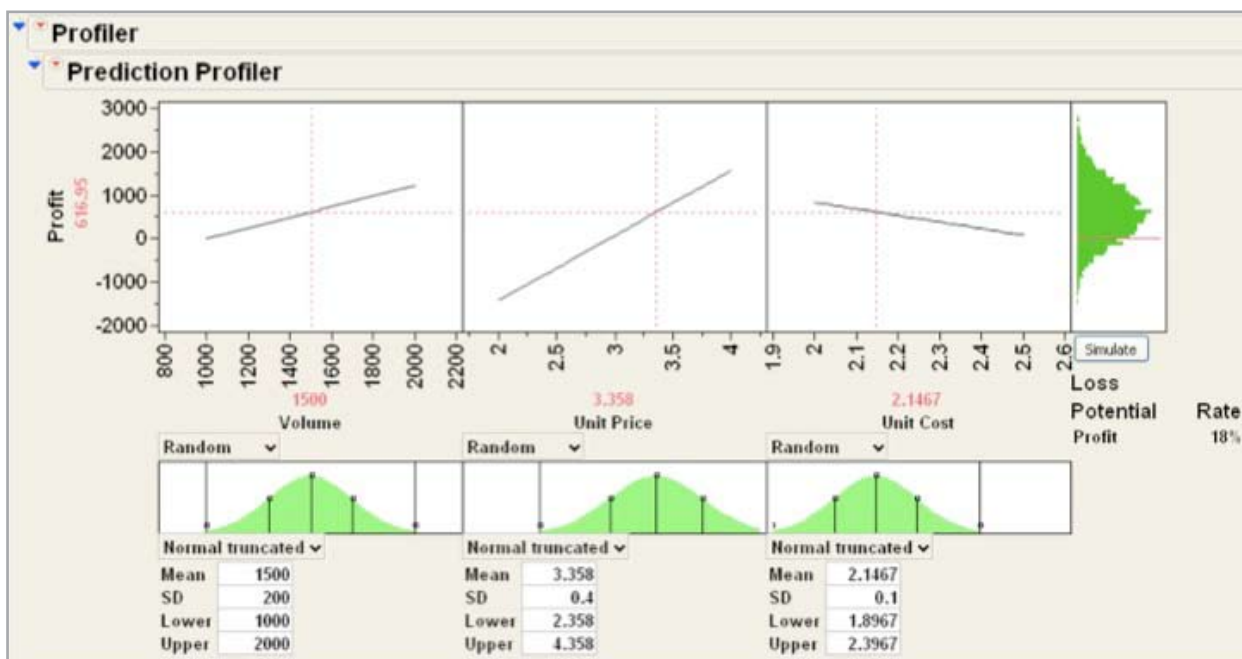 Profiler
Prediction Profiler
3000
2000
1000
0
-1000
-2000
Profit
616.95
8000 1000 1200 1400 1600 1800 2000 2200 2 2.5 3 3.5 4 1.9 2 2.1 2.2 2.3 2.4 2.5 2.6
Simulate
1500 3.358 2.1467
Volume Unit Price Unit Cost
Loss
Potential Rate
Profit 18%
Random Random Random
Normal truncated Normal truncated Normal truncated
Mean 1500 Mean 3.358 Mean 2.1467
SD 200 SD 0.4 SD 0.1
Lower 1000 Lower 2.358 Lower 1.8967
Upper 2000 Upper 4.358 Upper 2.3967